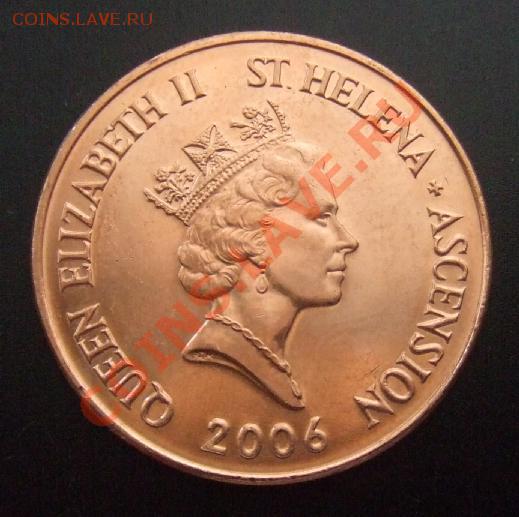 COINS.LAVE.RU
QUEEN ELIZABETH II ST. HELENA * ASCENSION
2006
COINS.LAVE.RU